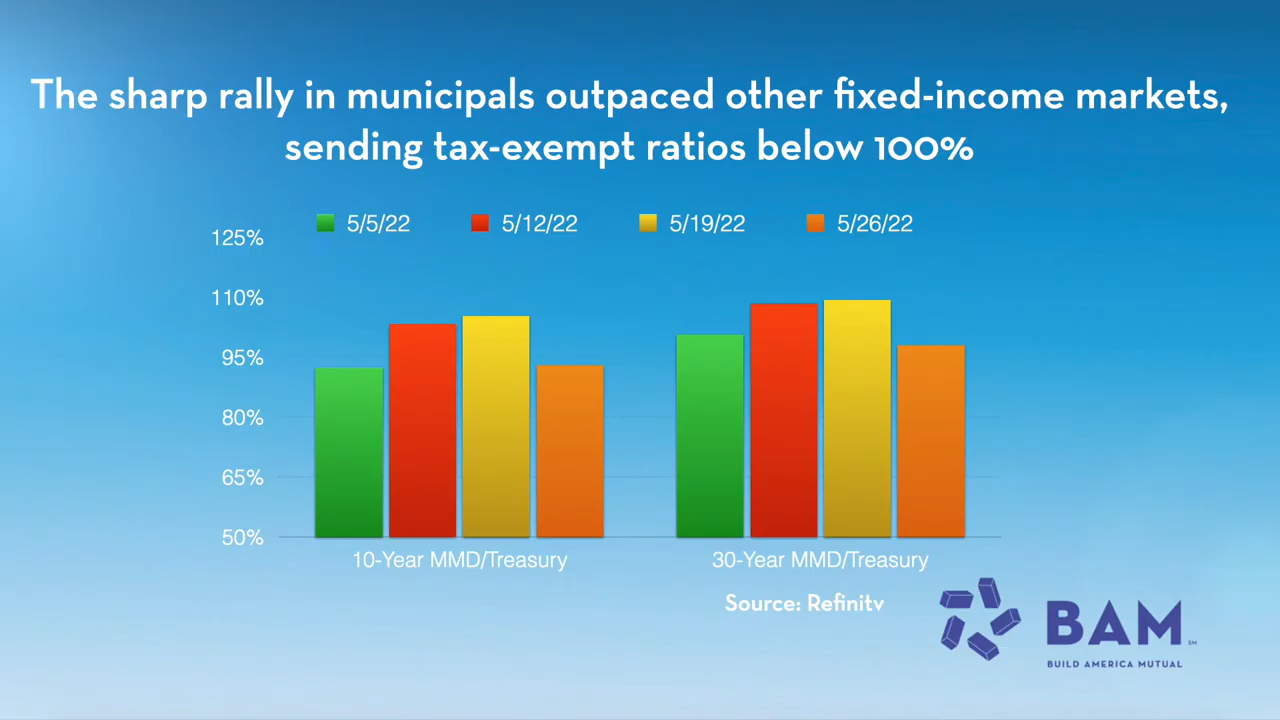 The sharp rally in municipals outpaced other fixed-income markets,
sending tax-exempt ratios below 100%
5/5/22 5/12/22 5/19/22 5/26/22
125%
110%
95%
80%
65%
50%
10-Year MMD/Treasury 30-Year MMD/Treasury
Source: Refinitv
BAM SM
BUILD AMERICA MUTUAL